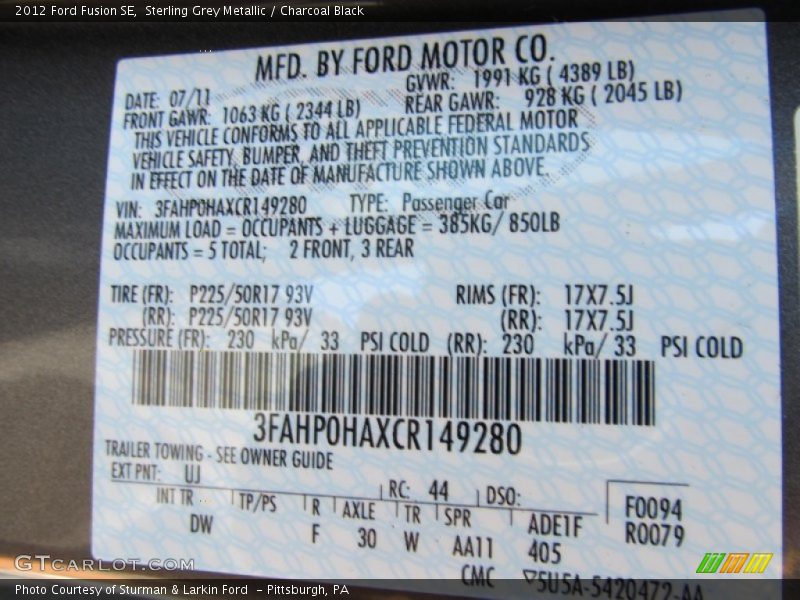 2012 Ford Fusion SE, Sterling Grey Metallic / Charcoal Black
MFD. BY FORD MOTOR CO.
DATE: 07/11 GVWR: 1991 KG ( 4389 LB)
FRONT GAWR: 1063 KG ( 2344 LB) REAR GAWR: 928 KG ( 2045 LB)
THIS VEHICLE CONFORMS TO ALL APPLICABLE FEDERAL MOTOR
VEHICLE SAFETY, BUMPER, AND THEFT PREVENTION STANDARDS
IN EFFECT ON THE DATE OF MANUFACTURE SHOWN ABOVE.
VIN: 3FAHP0HAXCR149280 TYPE: Passenger Car
MAXIMUM LOAD = OCCUPANTS + LUGGAGE = 385KG/ 850LB
OCCUPANTS = 5 TOTAL; 2 FRONT, 3 REAR
TIRE (FR): P225/50R17 93V RIMS (FR): 17X7.5J
(RR): P225/50R17 93V (RR): 17X7.5J
PRESSURE (FR): 230 kPa/ 33 PSI COLD (RR): 230 kPa/ 33 PSI COLD
3FAHP0HAXCR149280
TRAILER TOWING - SEE OWNER GUIDE
EXT PNT: UJ RC: 44 DSO: F0094
INT TR TP/PS R AXLE TR SPR ADE1F R0079
DW F 30 W AA11 405
CMC ▽5U5A-5420472-AA
GTCARLOT.COM
Photo Courtesy of Sturman & Larkin Ford - Pittsburgh, PA